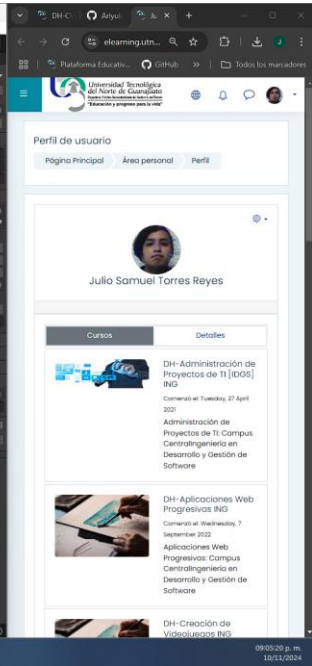 DH-C\
Arlyul
elearning.utn...
Plataforma Educativ...
GitHub
Todos los marcadores
Universidad Tecnológica
del Norte de Guanajuato
"Educación y progreso para la vida"
Perfil de usuario
Página Principal
Área personal
Perfil
Julio Samuel Torres Reyes
Cursos
Detalles
DH-Administración de
Proyectos de TI [IDGS]
ING
Comenzó el: Tuesday, 27 April
2021
Administración de
Proyectos de TI: Campus
CentralIngeniería en
Desarrollo y Gestión de
Software
DH-Aplicaciones Web
Progresivas ING
Comenzó el: Wednesday, 7
September 2022
Aplicaciones Web
Progresivas: Campus
CentralIngeniería en
Desarrollo y Gestión de
Software
DH-Creación de
Videojuegos ING
09:05:20 p. m.
10/11/2024